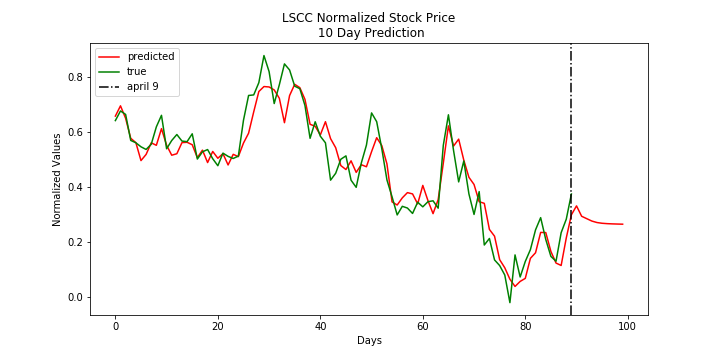 LSCC Normalized Stock Price
10 Day Prediction
predicted
true
april 9
Normalized Values
0.8
0.6
0.4
0.2
0.0
0 20 40 60 80 100
Days